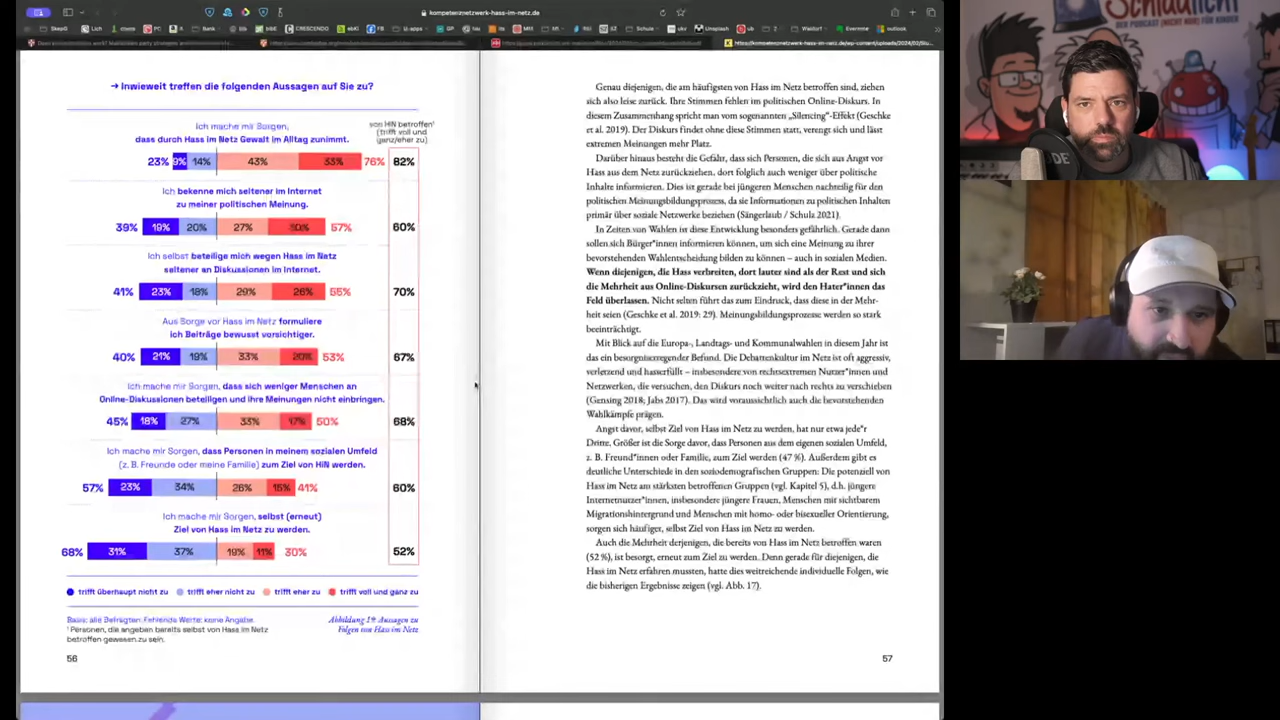 kompetenznetzwerk-hass-im-netz.de
→ Inwieweit treffen die folgenden Aussagen auf Sie zu?
von HiN betroffen¹
(trifft voll und
ganz/eher zu)
Ich mache mir Sorgen,
dass durch Hass im Netz Gewalt im Alltag zunimmt.
23% 9% 14% 43% 33% 76% 82%
Ich bekenne mich seltener im Internet
zu meiner politischen Meinung.
39% 19% 20% 27% 30% 57% 60%
Ich selbst beteilige mich wegen Hass im Netz
seltener an Diskussionen im Internet.
41% 23% 18% 29% 26% 55% 70%
Aus Sorge vor Hass im Netz formuliere
ich Beiträge bewusst vorsichtiger.
40% 21% 19% 33% 20% 53% 67%
Ich mache mir Sorgen, dass sich weniger Menschen an
Online-Diskussionen beteiligen und ihre Meinungen nicht einbringen.
45% 18% 27% 33% 17% 50% 68%
Ich mache mir Sorgen, dass Personen in meinem sozialen Umfeld
(z. B. Freunde oder meine Familie) zum Ziel von HiN werden.
57% 23% 34% 26% 15% 41% 60%
Ich mache mir Sorgen, selbst (erneut)
Ziel von Hass im Netz zu werden.
68% 31% 37% 19% 11% 30% 52%
trifft überhaupt nicht zu trifft eher nicht zu trifft eher zu trifft voll und ganz zu
Basis: alle Befragten; Fehlende Werte: keine Angabe.
¹ Personen, die angeben bereits selbst von Hass im Netz
betroffen gewesen zu sein.
Abbildung 19: Aussagen zu
Folgen von Hass im Netz
56
Genau diejenigen, die am häufigsten von Hass im Netz betroffen sind, ziehen
sich also leise zurück. Ihre Stimmen fehlen im politischen Online-Diskurs. In
diesem Zusammenhang spricht man vom sogenannten „Silencing“-Effekt (Geschke
et al. 2019). Der Diskurs findet ohne diese Stimmen statt, verengt sich und lässt
extremen Meinungen mehr Platz.
Darüber hinaus besteht die Gefahr, dass sich Personen, die sich aus Angst vor
Hass aus dem Netz zurückziehen, dort folglich auch weniger über politische
Inhalte informieren. Dies ist gerade bei jüngeren Menschen nachteilig für den
politischen Meinungsbildungsprozess, da sie Informationen zu politischen Inhalten
primär über soziale Netzwerke beziehen (Sängerlaub / Schulz 2021).
In Zeiten von Wahlen ist diese Entwicklung besonders gefährlich. Gerade dann
sollen sich Bürger*innen informieren können, um sich eine Meinung zu ihrer
bevorstehenden Wahlentscheidung bilden zu können – auch in sozialen Medien.
Wenn diejenigen, die Hass verbreiten, dort lauter sind als der Rest und sich
die Mehrheit aus Online-Diskursen zurückzieht, wird den Hater*innen das
Feld überlassen. Nicht selten führt das zum Eindruck, dass diese in der Mehr-
heit seien (Geschke et al. 2019: 29). Meinungsbildungsprozesse werden so stark
beeinträchtigt.
Mit Blick auf die Europa-, Landtags- und Kommunalwahlen in diesem Jahr ist
das ein besorgniserregender Befund. Die Debattenkultur im Netz ist oft aggressiv,
verletzend und hasserfüllt – insbesondere von rechtsextremen Nutzer*innen und
Netzwerken, die versuchen, den Diskurs noch weiter nach rechts zu verschieben
(Gensing 2018; Jabs 2017). Das wird voraussichtlich auch die bevorstehenden
Wahlkämpfe prägen.
Angst davor, selbst Ziel von Hass im Netz zu werden, hat nur etwa jede*r
Dritte. Größer ist die Sorge davor, dass Personen aus dem eigenen sozialen Umfeld,
z. B. Freund*innen oder Familie, zum Ziel werden (47 %). Außerdem gibt es
deutliche Unterschiede in den soziodemografischen Gruppen: Die potenziell von
Hass im Netz am stärksten betroffenen Gruppen (vgl. Kapitel 5), d.h. jüngere
Internetnutzer*innen, insbesondere jüngere Frauen, Menschen mit sichtbarem
Migrationshintergrund und Menschen mit homo- oder bisexueller Orientierung,
sorgen sich häufiger, selbst Ziel von Hass im Netz zu werden.
Auch die Mehrheit derjenigen, die bereits von Hass im Netz betroffen waren
(52 %), ist besorgt, erneut zum Ziel zu werden. Denn gerade für diejenigen, die
Hass im Netz erfahren mussten, hatte dies weitreichende individuelle Folgen, wie
die bisherigen Ergebnisse zeigen (vgl. Abb. 17).
57